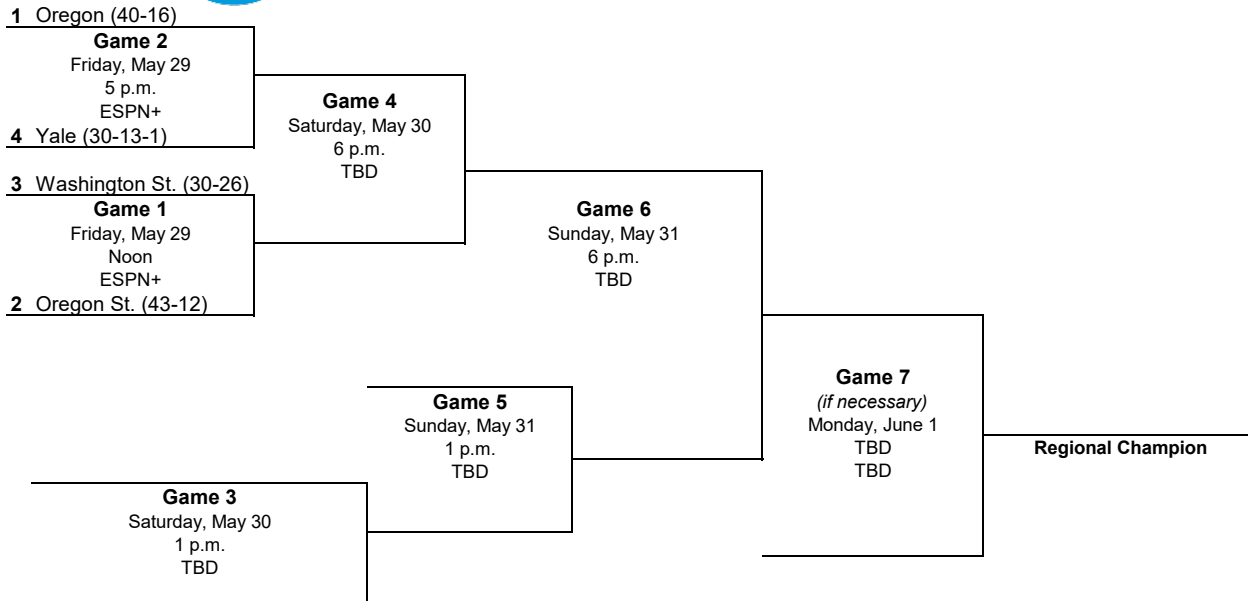 1 Oregon (40-16)
Game 2
Friday, May 29
5 p.m.
ESPN+
4 Yale (30-13-1)
3 Washington St. (30-26)
Game 1
Friday, May 29
Noon
ESPN+
2 Oregon St. (43-12)
Game 4
Saturday, May 30
6 p.m.
TBD
Game 6
Sunday, May 31
6 p.m.
TBD
Game 5
Sunday, May 31
1 p.m.
TBD
Game 3
Saturday, May 30
1 p.m.
TBD
Game 7
(if necessary)
Monday, June 1
TBD
TBD
Regional Champion